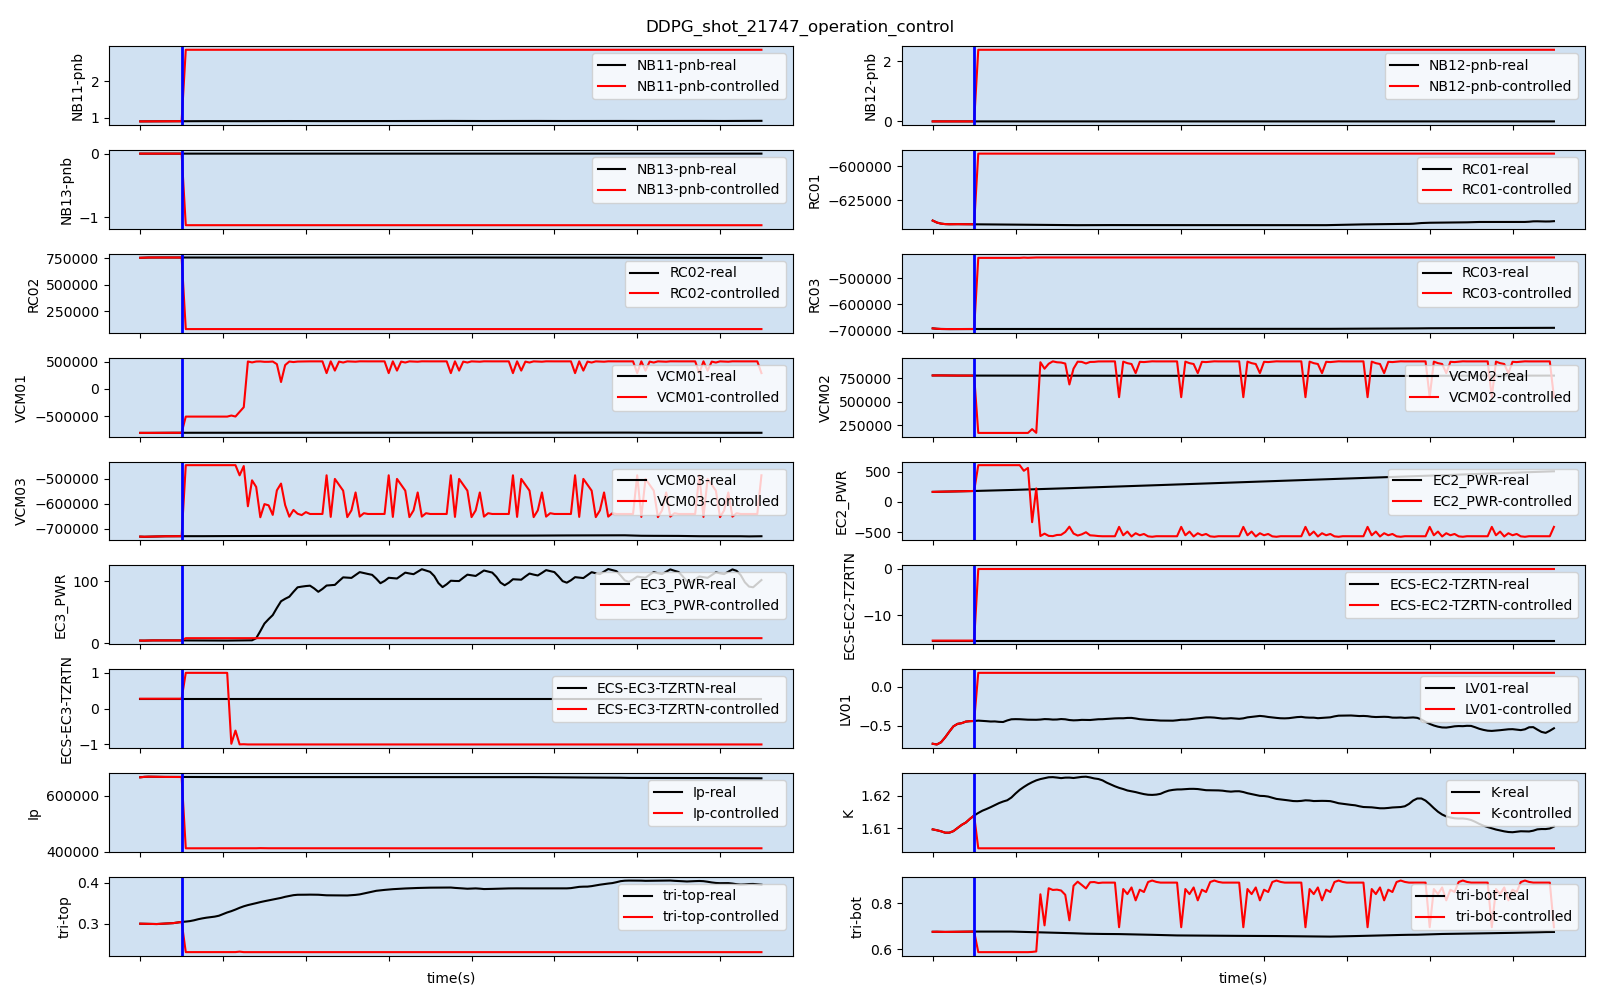 DDPG_shot_21747_operation_control
NB11-pnb
2
1
NB11-pnb-real
NB11-pnb-controlled
NB12-pnb
2
0
NB12-pnb-real
NB12-pnb-controlled
NB13-pnb
0
−1
NB13-pnb-real
NB13-pnb-controlled
RC01
−600000
−625000
RC01-real
RC01-controlled
RC02
750000
500000
250000
RC02-real
RC02-controlled
RC03
−500000
−600000
−700000
RC03-real
RC03-controlled
VCM01
500000
0
−500000
VCM01-real
VCM01-controlled
VCM02
750000
500000
250000
VCM02-real
VCM02-controlled
VCM03
−500000
−600000
−700000
VCM03-real
VCM03-controlled
EC2_PWR
500
0
−500
EC2_PWR-real
EC2_PWR-controlled
EC3_PWR
100
0
EC3_PWR-real
EC3_PWR-controlled
ECS-EC2-TZRTN
0
−10
ECS-EC2-TZRTN-real
ECS-EC2-TZRTN-controlled
ECS-EC3-TZRTN
1
0
−1
ECS-EC3-TZRTN-real
ECS-EC3-TZRTN-controlled
LV01
0.0
−0.5
LV01-real
LV01-controlled
Ip
600000
400000
Ip-real
Ip-controlled
K
1.62
1.61
K-real
K-controlled
tri-top
0.4
0.3
tri-top-real
tri-top-controlled
time(s)
tri-bot
0.8
0.6
tri-bot-real
tri-bot-controlled
time(s)